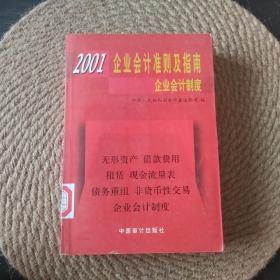 2001 企业会计准则及指南
企业会计制度
无形资产 借款费用
租赁 现金流量表
债务重组 非货币性交易
企业会计制度
中国审计出版社